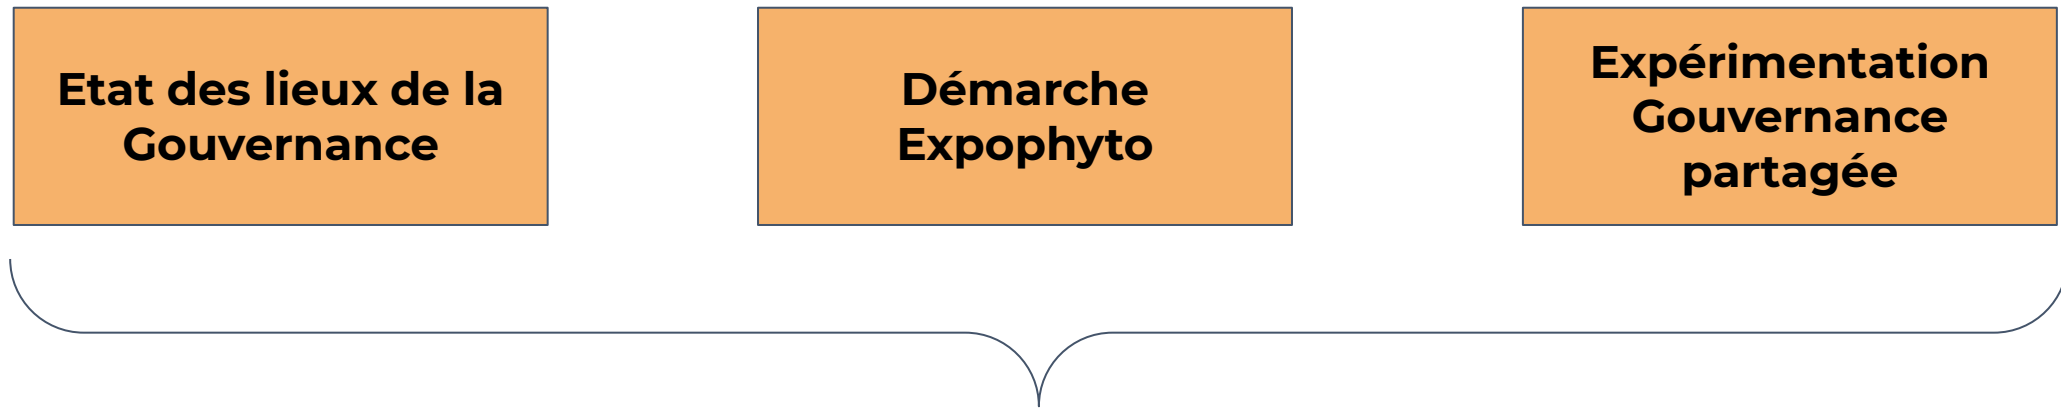 Etat des lieux de la
Gouvernance
Démarche
Expophyto
Expérimentation
Gouvernance
partagée